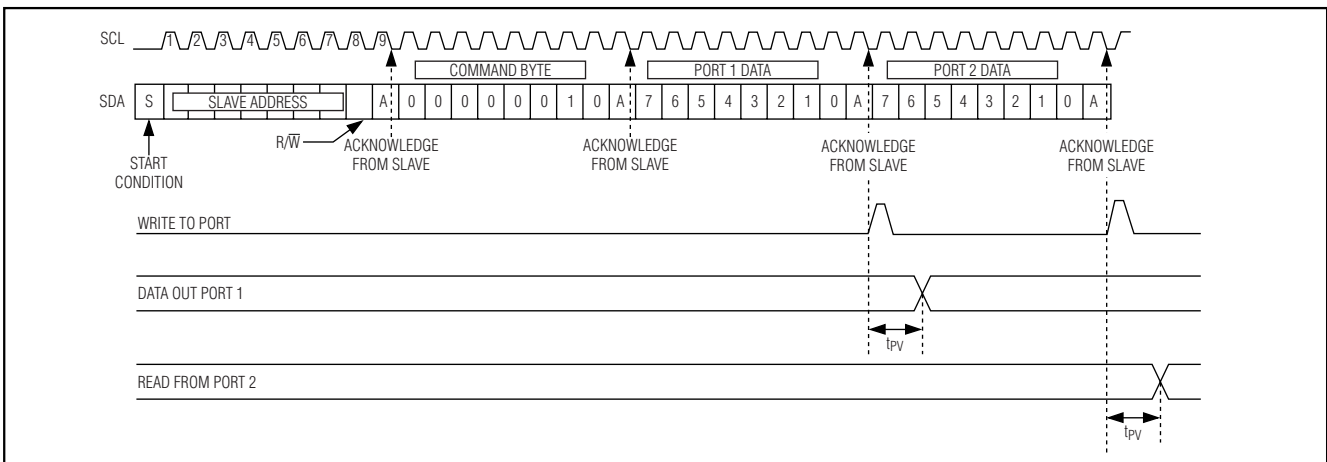 SCL 1 2 3 4 5 6 7 8 9
COMMAND BYTE PORT 1 DATA PORT 2 DATA
SDA S SLAVE ADDRESS A 0 0 0 0 0 0 1 0 A 7 6 5 4 3 2 1 0 A 7 6 5 4 3 2 1 0 A
R/W̅ ACKNOWLEDGE ACKNOWLEDGE ACKNOWLEDGE ACKNOWLEDGE
START FROM SLAVE FROM SLAVE FROM SLAVE FROM SLAVE
CONDITION
WRITE TO PORT
DATA OUT PORT 1
tPV
READ FROM PORT 2
tPV